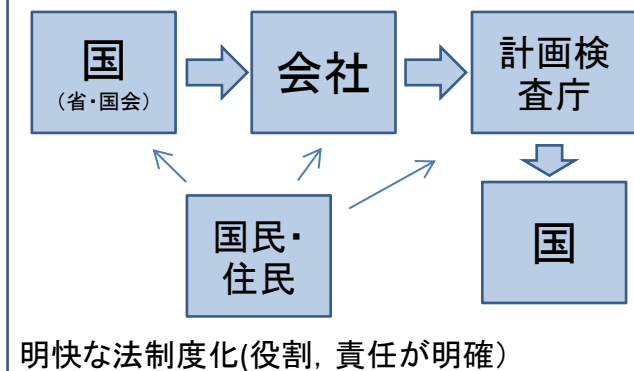 国
（省・国会）
会社
計画検
査庁
国民・
住民
国
明快な法制度化(役割，責任が明確）